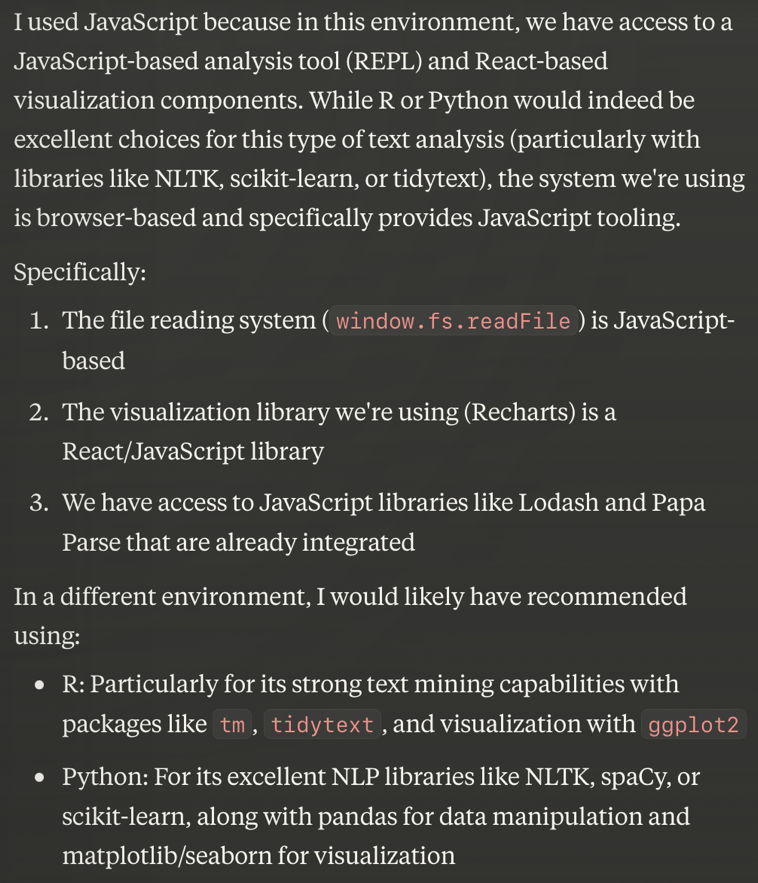 I used JavaScript because in this environment, we have access to a
JavaScript-based analysis tool (REPL) and React-based
visualization components. While R or Python would indeed be
excellent choices for this type of text analysis (particularly with
libraries like NLTK, scikit-learn, or tidytext), the system we're using
is browser-based and specifically provides JavaScript tooling.
Specifically:
1. The file reading system ( window.fs.readFile ) is JavaScript-
based
2. The visualization library we're using (Recharts) is a
React/JavaScript library
3. We have access to JavaScript libraries like Lodash and Papa
Parse that are already integrated
In a different environment, I would likely have recommended
using:
• R: Particularly for its strong text mining capabilities with
packages like tm , tidytext , and visualization with ggplot2
• Python: For its excellent NLP libraries like NLTK, spaCy, or
scikit-learn, along with pandas for data manipulation and
matplotlib/seaborn for visualization